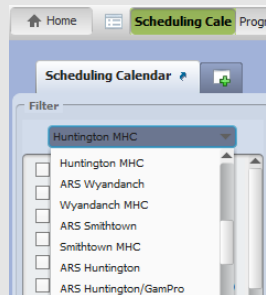 Home Scheduling Cale Progr
Scheduling Calendar
Filter
Huntington MHC
Huntington MHC
ARS Wyandanch
Wyandanch MHC
ARS Smithtown
Smithtown MHC
ARS Huntington
ARS Huntington/GamPro